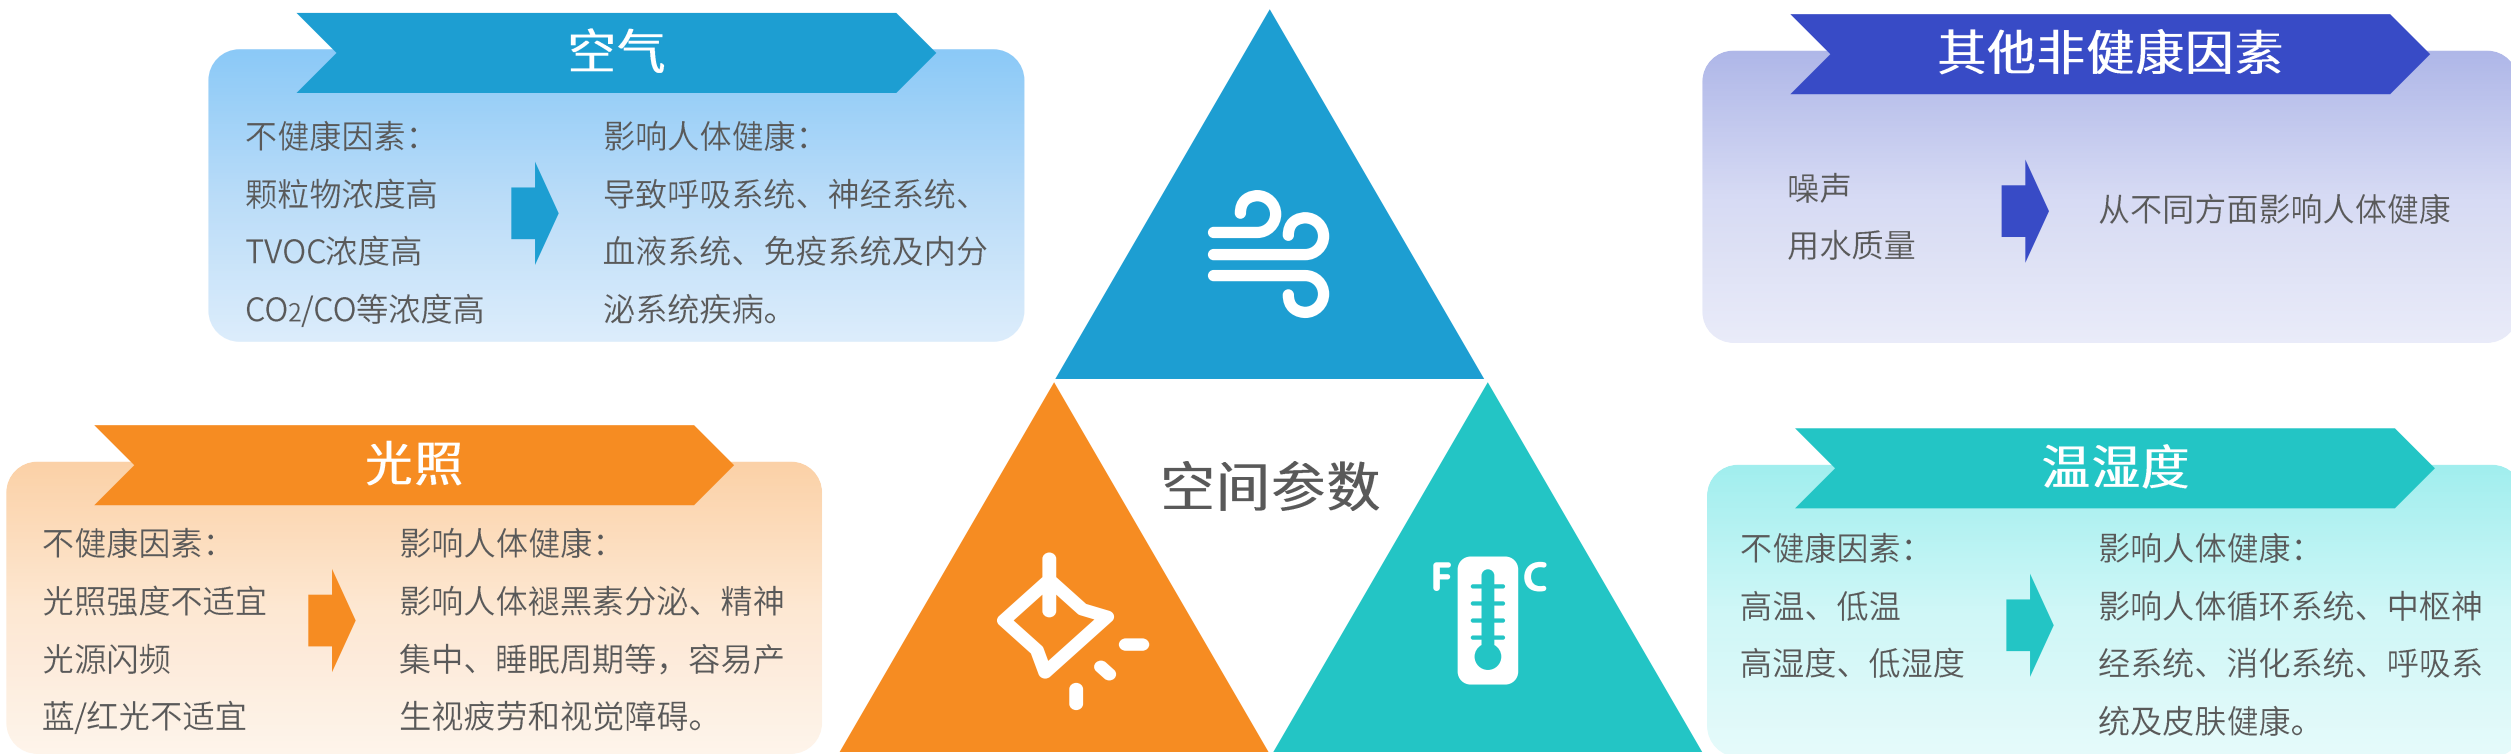 空气
不健康因素：
颗粒物浓度高
TVOC浓度高
CO2/CO等浓度高
影响人体健康：
导致呼吸系统、神经系统、
血液系统、免疫系统及内分
泌系统疾病。
其他非健康因素
噪声
用水质量
从不同方面影响人体健康
空间参数
光照
不健康因素：
光照强度不适宜
光源闪频
蓝/红光不适宜
影响人体健康：
影响人体褪黑素分泌、精神
集中、睡眠周期等，容易产
生视疲劳和视觉障碍。
温湿度
不健康因素：
高温、低温
高湿度、低湿度
影响人体健康：
影响人体循环系统、中枢神
经系统、消化系统、呼吸系
统及皮肤健康。
F C